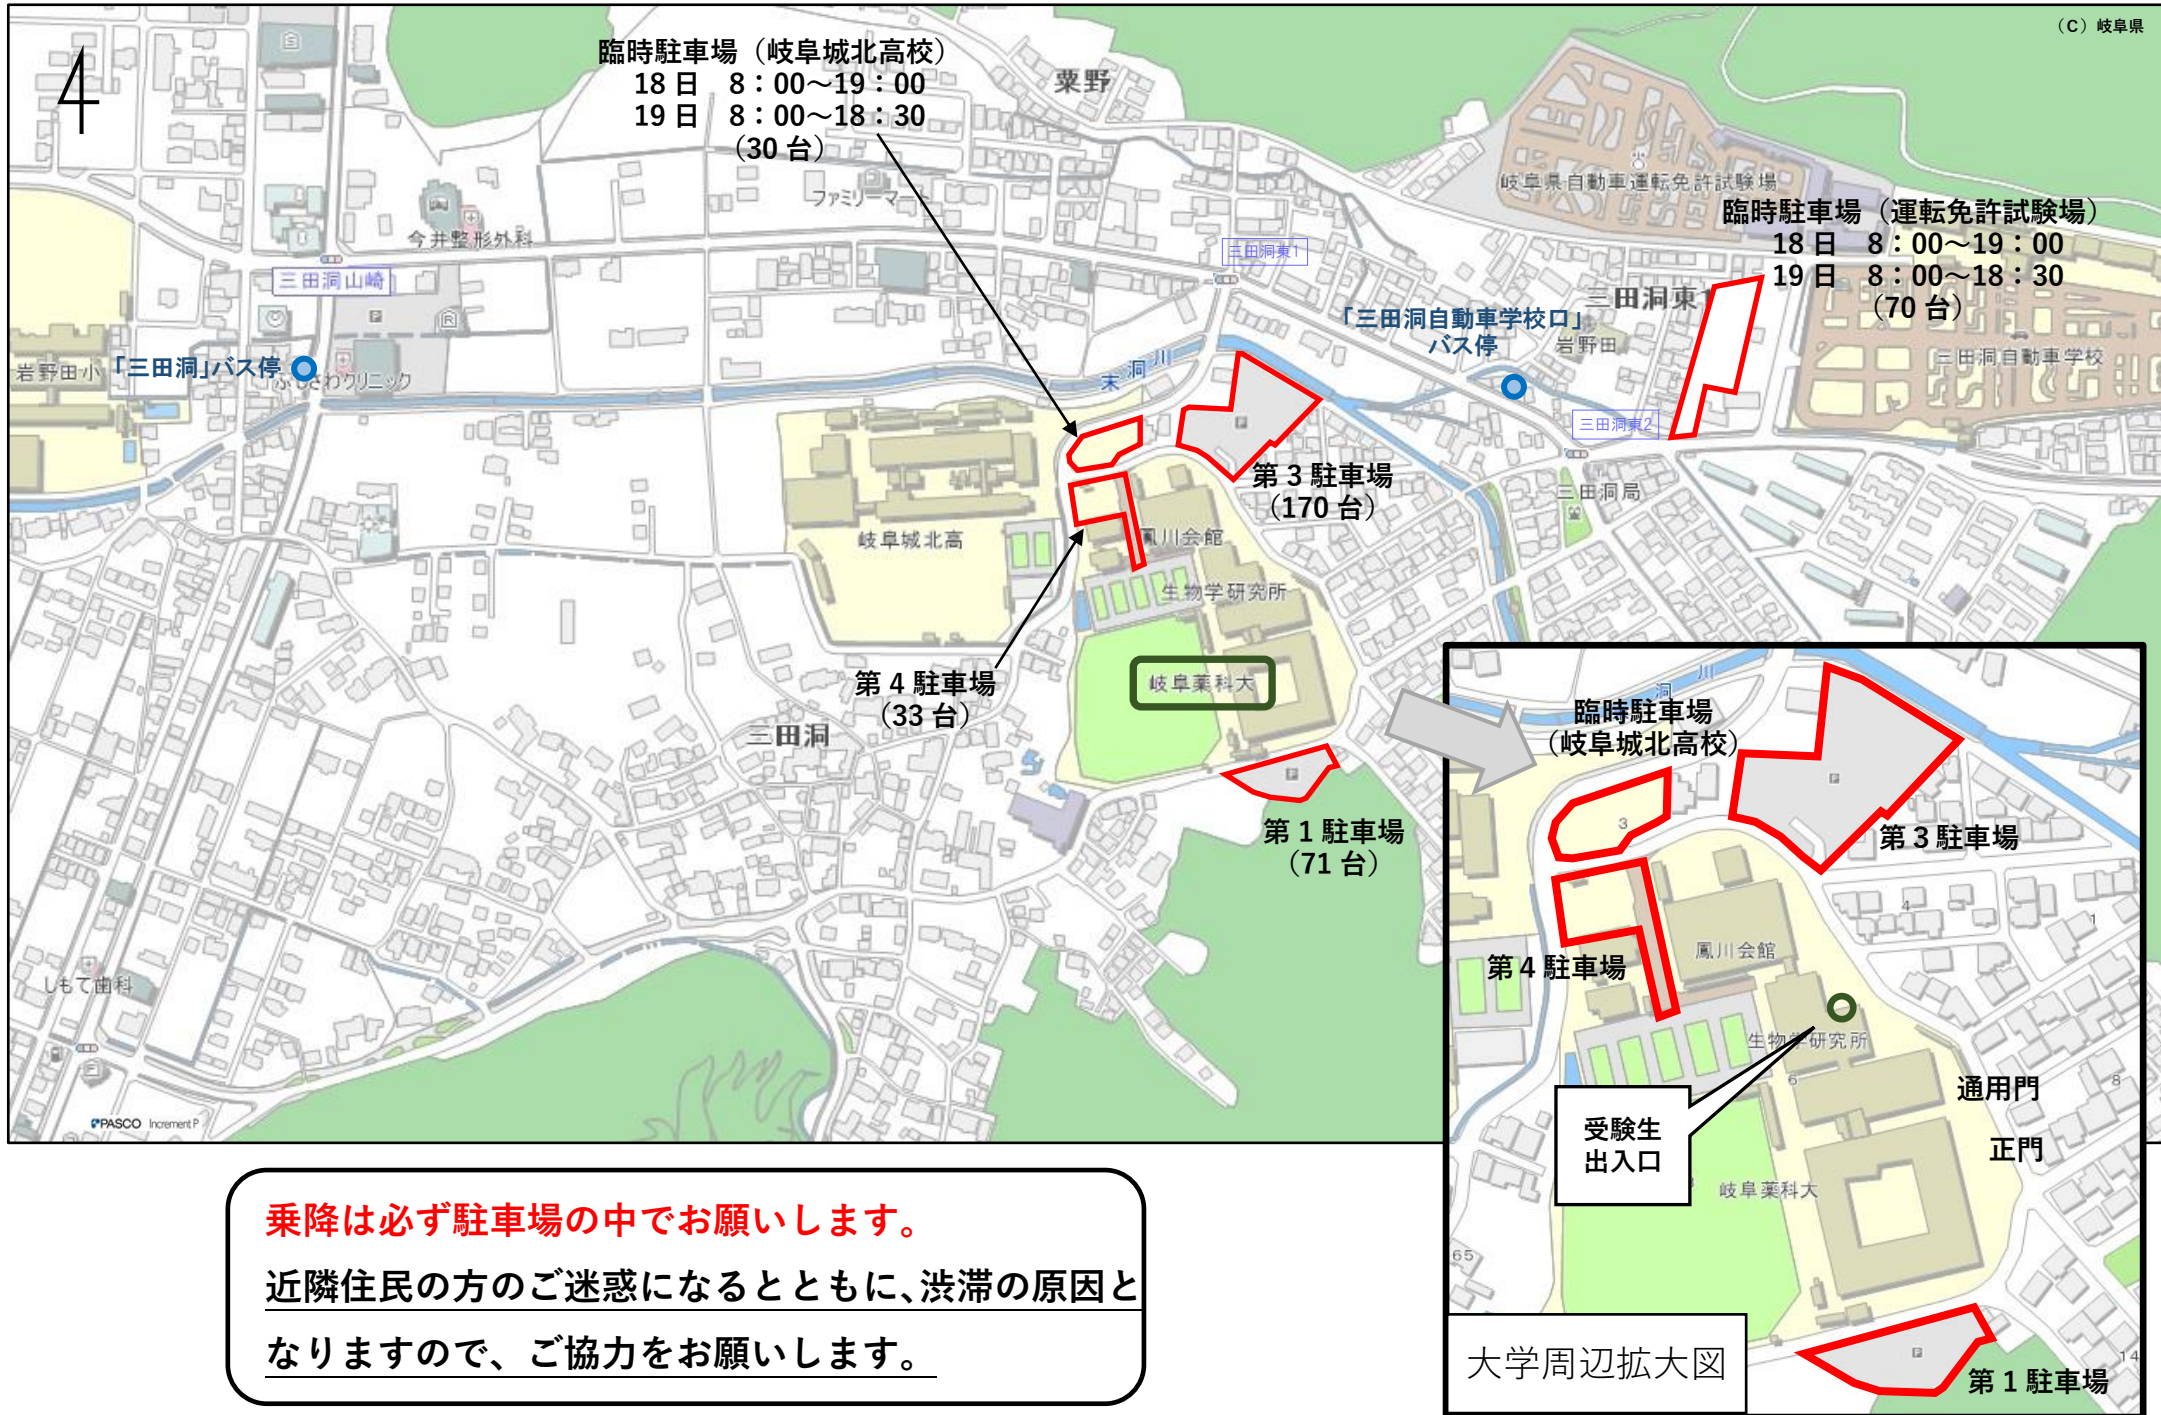 (C) 岐阜県
臨時駐車場（岐阜城北高校）
18日　8：00～19：00
19日　8：00～18：30
（30台）
粟野
ファミリーマート
今井整形外科
三田洞山崎
三田洞東1
岐阜県自動車運転免許試験場
臨時駐車場（運転免許試験場）
18日　8：00～19：00
19日　8：00～18：30
（70台）
三田洞東
「三田洞自動車学校口」
バス停
岩野田
三田洞自動車学校
三田洞東2
岩野田小
「三田洞」バス停
ふじさわクリニック
末洞川
第3駐車場
（170台）
三田洞局
岐阜城北高
鳳川会館
生物学研究所
第4駐車場
（33台）
岐阜薬科大
三田洞
第1駐車場
（71台）
しもて歯科
PASCO Increment P
洞川
臨時駐車場
（岐阜城北高校）
3
第3駐車場
4
1
鳳川会館
第4駐車場
生物学研究所
6
通用門
8
受験生
出入口
正門
岐阜薬科大
65
14
大学周辺拡大図
第1駐車場
乗降は必ず駐車場の中でお願いします。
近隣住民の方のご迷惑になるとともに、渋滞の原因と
なりますので、ご協力をお願いします。